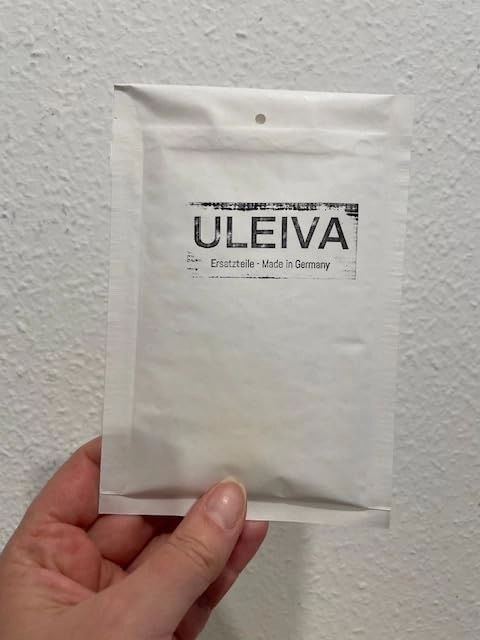 ULEIVA
Ersatzteile - Made in Germany